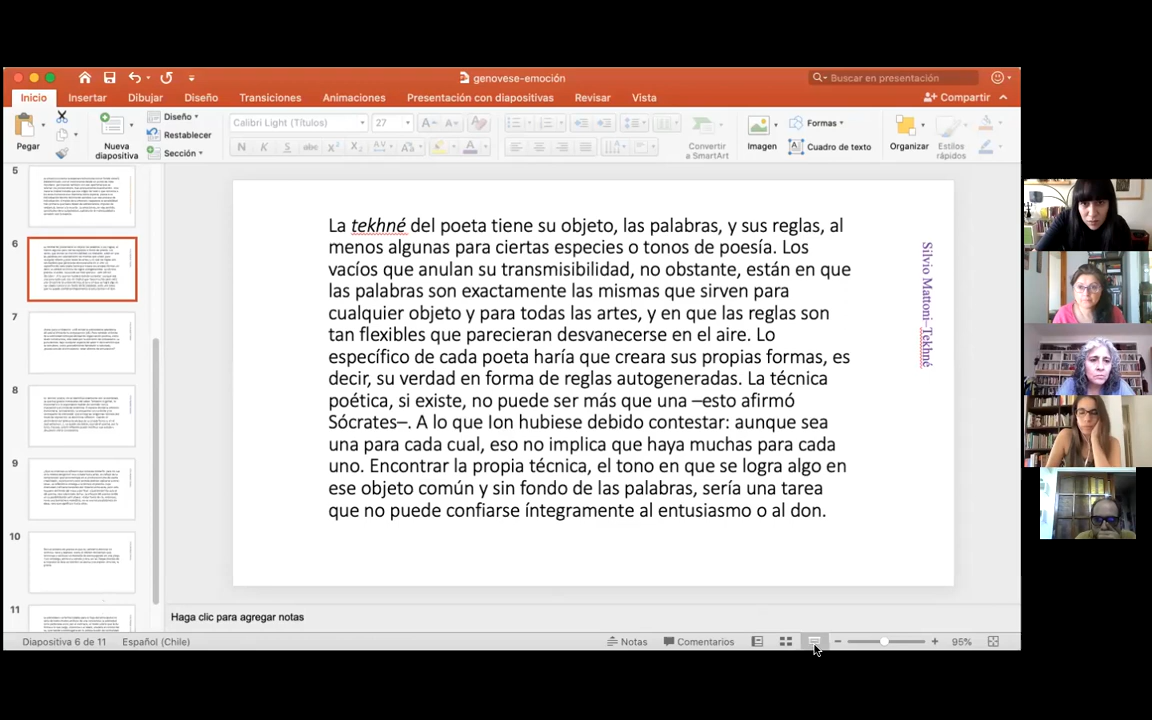 genovese-emoción
Buscar en presentación
Inicio
Insertar
Dibujar
Diseño
Transiciones
Animaciones
Presentación con diapositivas
Revisar
Vista
Compartir
Pegar
Nueva
diapositiva
Diseño
Restablecer
Sección
Calibri Light (Títulos)
27
Convertir
a SmartArt
Imagen
Formas
Cuadro de texto
Organizar
Estilos
rápidos
5
6
7
8
9
10
11
La tekhné del poeta tiene su objeto, las palabras, y sus reglas, al
menos algunas para ciertas especies o tonos de poesía. Los
vacíos que anulan su transmisibilidad, no obstante, están en que
las palabras son exactamente las mismas que sirven para
cualquier objeto y para todas las artes, y en que las reglas son
tan flexibles que parecieran desvanecerse en el aire. Lo
específico de cada poeta haría que creara sus propias formas, es
decir, su verdad en forma de reglas autogeneradas. La técnica
poética, si existe, no puede ser más que una –esto afirmó
Sócrates–. A lo que Ion hubiese debido contestar: aunque sea
una para cada cual, eso no implica que haya muchas para cada
uno. Encontrar la propia técnica, el tono en que se logra algo en
ese objeto común y sin fondo de las palabras, sería una tarea
que no puede confiarse íntegramente al entusiasmo o al don.
Silvio Mattoni–Tekhné
Haga clic para agregar notas
Diapositiva 6 de 11
Español (Chile)
Notas
Comentarios
95%